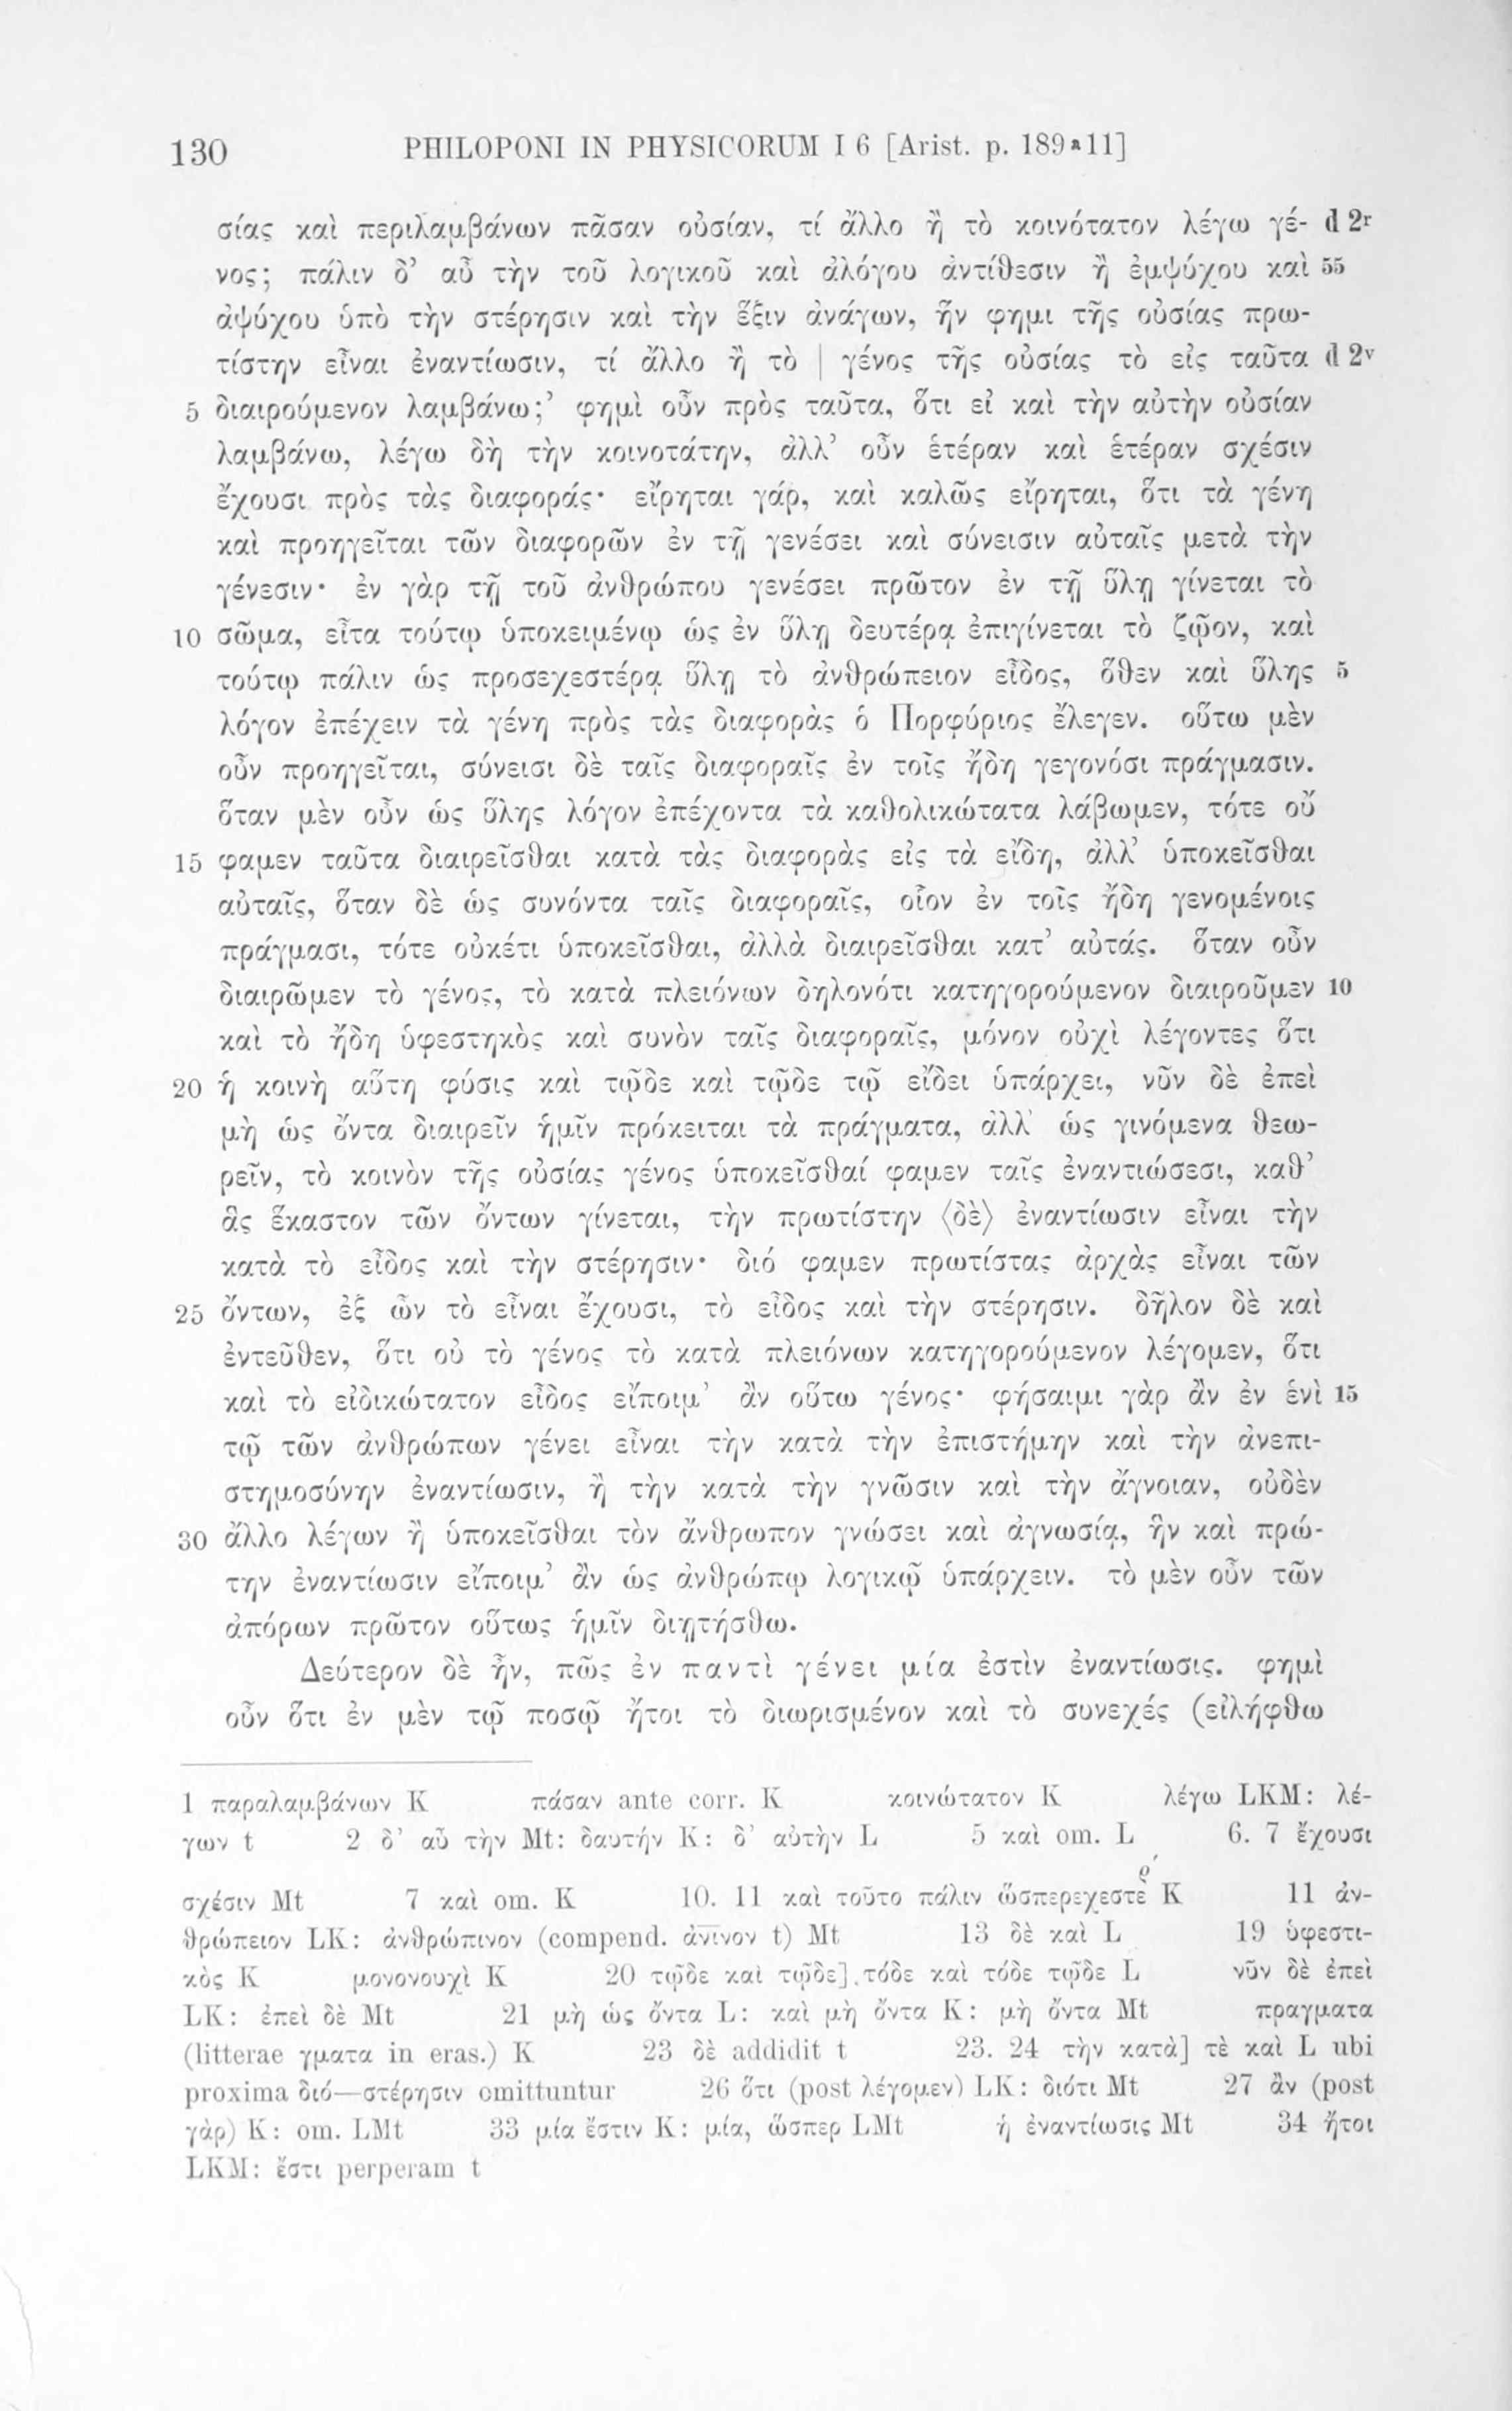 130 PHILOPONI IN PHYSICORUM I 6 [Arist. p. 189ᵃ11]
σίας καὶ περιλαμβάνων πᾶσαν οὐσίαν, τί ἄλλο ἢ τὸ κοινότατον λέγω γέ- d 2r
νος; πάλιν δ’ αὖ τὴν τοῦ λογικοῦ καὶ ἀλόγου ἀντίθεσιν ἢ ἐμψύχου καὶ 55
ἀψύχου ὑπὸ τὴν στέρησιν καὶ τὴν ἕξιν ἀνάγων, ἥν φημι τῆς οὐσίας πρω-
τίστην εἶναι ἐναντίωσιν, τί ἄλλο ἢ τὸ | γένος τῆς οὐσίας τὸ εἰς ταῦτα d 2v
5 διαιρούμενον λαμβάνω;’ φημὶ οὖν πρὸς ταῦτα, ὅτι εἰ καὶ τὴν αὐτὴν οὐσίαν
λαμβάνω, λέγω δὴ τὴν κοινοτάτην, ἀλλ’ οὖν ἑτέραν καὶ ἑτέραν σχέσιν
ἔχουσι πρὸς τὰς διαφοράς· εἴρηται γάρ, καὶ καλῶς εἴρηται, ὅτι τὰ γένη
καὶ προηγεῖται τῶν διαφορῶν ἐν τῇ γενέσει καὶ σύνεισιν αὐταῖς μετὰ τὴν
γένεσιν· ἐν γὰρ τῇ τοῦ ἀνθρώπου γενέσει πρῶτον ἐν τῇ ὕλῃ γίνεται τὸ
10 σῶμα, εἶτα τούτῳ ὑποκειμένῳ ὡς ἐν ὕλῃ δευτέρᾳ ἐπιγίνεται τὸ ζῷον, καὶ
τούτῳ πάλιν ὡς προσεχεστέρᾳ ὕλῃ τὸ ἀνθρώπειον εἶδος, ὅθεν καὶ ὕλης 5
λόγον ἐπέχειν τὰ γένη πρὸς τὰς διαφορὰς ὁ Πορφύριος ἔλεγεν. οὕτω μὲν
οὖν προηγεῖται, σύνεισι δὲ ταῖς διαφοραῖς ἐν τοῖς ἤδη γεγονόσι πράγμασιν.
ὅταν μὲν οὖν ὡς ὕλης λόγον ἐπέχοντα τὰ καθολικώτατα λάβωμεν, τότε οὔ
15 φαμεν ταῦτα διαιρεῖσθαι κατὰ τὰς διαφορὰς εἰς τὰ εἴδη, ἀλλ’ ὑποκεῖσθαι
αὐταῖς, ὅταν δὲ ὡς συνόντα ταῖς διαφοραῖς, οἷον ἐν τοῖς ἤδη γενομένοις
πράγμασι, τότε οὐκέτι ὑποκεῖσθαι, ἀλλὰ διαιρεῖσθαι κατ’ αὐτάς. ὅταν οὖν
διαιρῶμεν τὸ γένος, τὸ κατὰ πλειόνων δηλονότι κατηγορούμενον διαιροῦμεν 10
καὶ τὸ ἤδη ὑφεστηκὸς καὶ συνὸν ταῖς διαφοραῖς, μόνον οὐχὶ λέγοντες ὅτι
20 ἡ κοινὴ αὕτη φύσις καὶ τῷδε καὶ τῷδε τῷ εἴδει ὑπάρχει, νῦν δὲ ἐπεὶ
μὴ ὡς ὄντα διαιρεῖν ἡμῖν πρόκειται τὰ πράγματα, ἀλλ’ ὡς γινόμενα θεω-
ρεῖν, τὸ κοινὸν τῆς οὐσίας γένος ὑποκεῖσθαί φαμεν ταῖς ἐναντιώσεσι, καθ’
ἃς ἕκαστον τῶν ὄντων γίνεται, τὴν πρωτίστην ⟨δὲ⟩ ἐναντίωσιν εἶναι τὴν
κατὰ τὸ εἶδος καὶ τὴν στέρησιν· διό φαμεν πρωτίστας ἀρχὰς εἶναι τῶν
25 ὄντων, ἐξ ὧν τὸ εἶναι ἔχουσι, τὸ εἶδος καὶ τὴν στέρησιν. δῆλον δὲ καὶ
ἐντεῦθεν, ὅτι οὐ τὸ γένος τὸ κατὰ πλειόνων κατηγορούμενον λέγομεν, ὅτι
καὶ τὸ εἰδικώτατον εἶδος εἴποιμ’ ἂν οὕτω γένος· φήσαιμι γὰρ ἂν ἐν ἑνὶ 15
τῷ τῶν ἀνθρώπων γένει εἶναι τὴν κατὰ τὴν ἐπιστήμην καὶ τὴν ἀνεπι-
στημοσύνην ἐναντίωσιν, ἢ τὴν κατὰ τὴν γνῶσιν καὶ τὴν ἄγνοιαν, οὐδὲν
30 ἄλλο λέγων ἢ ὑποκεῖσθαι τὸν ἄνθρωπον γνώσει καὶ ἀγνωσίᾳ, ἣν καὶ πρώ-
την ἐναντίωσιν εἴποιμ’ ἂν ὡς ἀνθρώπῳ λογικῷ ὑπάρχειν. τὸ μὲν οὖν τῶν
ἀπόρων πρῶτον οὕτως ἡμῖν διῃτήσθω.
Δεύτερον δὲ ἦν, πῶς ἐν παντὶ γένει μία ἐστὶν ἐναντίωσις. φημὶ
οὖν ὅτι ἐν μὲν τῷ ποσῷ ἤτοι τὸ διωρισμένον καὶ τὸ συνεχές (εἰλήφθω
1 παραλαμβάνων K πάσαν ante corr. K κοινώτατον K λέγω LKM: λέ-
γων t 2 δ’ αὖ τὴν Mt: δαυτήν K: δ’ αὐτὴν L 5 καὶ om. L 6. 7 ἔχουσι
σχέσιν Mt 7 καὶ om. K 10. 11 καὶ τοῦτο πάλιν ὥσπερεχεστε K 11 ἀν-
θρώπειον LK: ἀνθρώπινον (compend. ἀνινον t) Mt 13 δὲ καὶ L 19 ὑφεστι-
κὸς K μονονουχὶ K 20 τῷδε καὶ τῷδε] τόδε καὶ τόδε τῷδε L νῦν δὲ ἐπεὶ
LK: ἐπεὶ δὲ Mt 21 μὴ ὡς ὄντα L: καὶ μὴ ὄντα K: μὴ ὄντα Mt πραγματα
(litterae γματα in eras.) K 23 δὲ addidit t 23. 24 τὴν κατὰ] τὲ καὶ L ubi
proxima διό—στέρησιν omittuntur 26 ὅτι (post λέγομεν) LK: διότι Mt 27 ἂν (post
γὰρ) K: om. LMt 33 μία ἔστιν K: μία, ὥσπερ LMt ἡ ἐναντίωσις Mt 34 ἤτοι
LKM: ἔστι perperam t